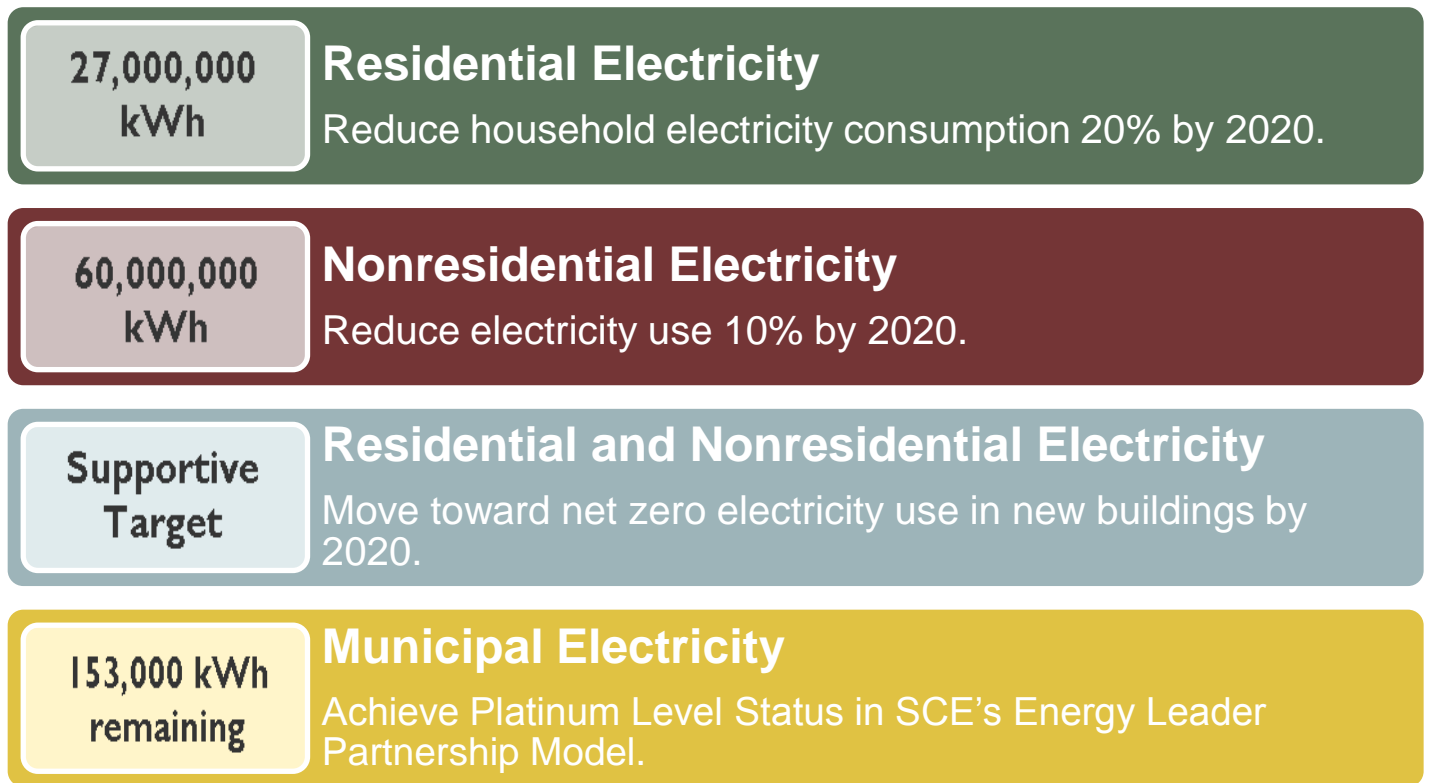 27,000,000
kWh
Residential Electricity
Reduce household electricity consumption 20% by 2020.
60,000,000
kWh
Nonresidential Electricity
Reduce electricity use 10% by 2020.
Supportive
Target
Residential and Nonresidential Electricity
Move toward net zero electricity use in new buildings by
2020.
153,000 kWh
remaining
Municipal Electricity
Achieve Platinum Level Status in SCE’s Energy Leader
Partnership Model.